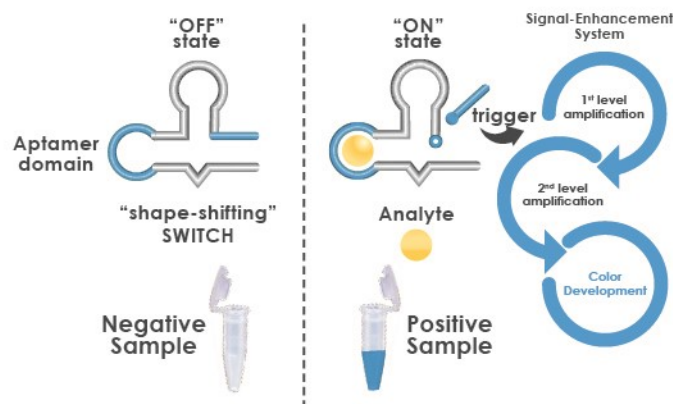 “OFF”
state
Aptamer
domain
“shape-shifting”
SWITCH
Negative
Sample
“ON”
state
trigger
Analyte
Positive
Sample
Signal-Enhancement
System
1st level
amplification
2nd level
amplification
Color
Development